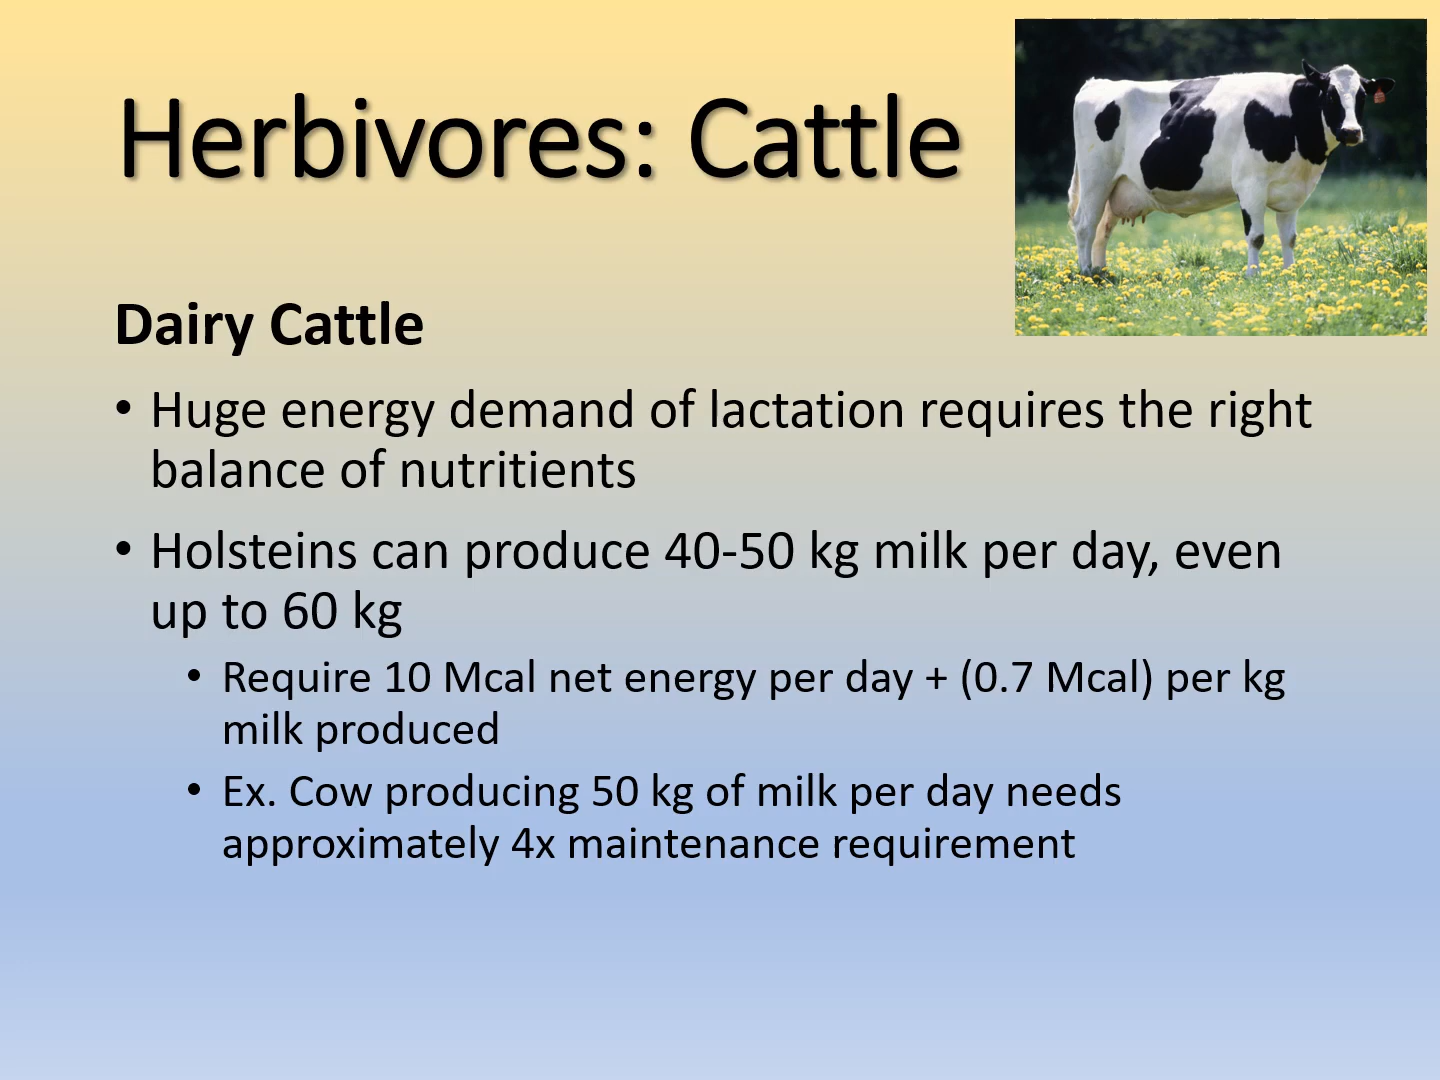 Herbivores: Cattle
Dairy Cattle
• Huge energy demand of lactation requires the right
balance of nutritients
• Holsteins can produce 40-50 kg milk per day, even
up to 60 kg
• Require 10 Mcal net energy per day + (0.7 Mcal) per kg
milk produced
• Ex. Cow producing 50 kg of milk per day needs
approximately 4x maintenance requirement